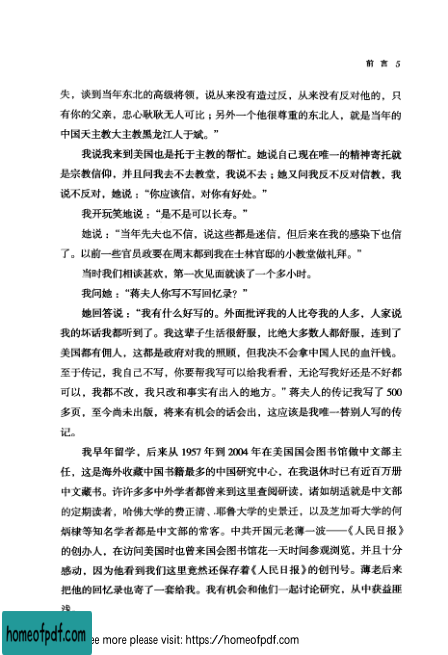 前 言 5
失，谈到当年东北的高级将领，说从来没有造过反，从来没有反对他的，只
有你的父亲，忠心耿耿无人可比；另外一个他很尊重的东北人，就是当年的
中国天主教大主教黑龙江人于斌。”
我说我来到美国也是托于主教的帮忙。她说自己现在唯一的精神寄托就
是宗教信仰，并且问我去不去教堂，我说不去；她又问我反不反对信教，我
说不反对，她说：“你应该信，对你有好处。”
我开玩笑地说：“是不是可以长寿。”
她说：“当年先夫也不信，说这些都是迷信，但后来在我的感染下也信
了。以前一些官员政要在周末都到我在士林官邸的小教堂做礼拜。”
当时我们相谈甚欢，第一次见面就谈了一个多小时。
我问她：“蒋夫人你写不写回忆录？”
她回答说：“我有什么好写的。外面批评我的人比夸我的人多，人家说
我的坏话我都听到了。我这辈子生活很舒服，比绝大多数人都舒服，连到了
美国都有佣人，这都是政府对我的照顾，但我决不会拿中国人民的血汗钱。
至于传记，我自己不写，你要帮我写可以给我看看，无论写我好还是不好都
可以，我都不改，我只改和事实有出入的地方。”蒋夫人的传记我写了 500
多页，至今尚未出版，将来有机会的话会出，这应该是我唯一替别人写的传
记。
我早年留学，后来从 1957 年到 2004 年在美国国会图书馆做中文部主
任，这是海外收藏中国书籍最多的中国研究中心，在我退休时已有近百万册
中文藏书。许许多多中外学者都曾来到这里查阅研读，诸如胡适就是中文部
的定期读者，哈佛大学的费正清、耶鲁大学的史景迁，以及芝加哥大学的何
炳棣等知名学者都是中文部的常客。中共开国元老薄一波——《人民日报》
的创办人，在访问美国时也曾来国会图书馆花一天时间参观浏览，并且十分
感动，因为他看到我们这里竟然还保存着《人民日报》的创刊号。薄老后来
把他的回忆录也寄了一套给我。我有机会和他们一起讨论研究，从中获益匪
浅。
homeofpdf.com
ee more please visit: https://homeofpdf.com